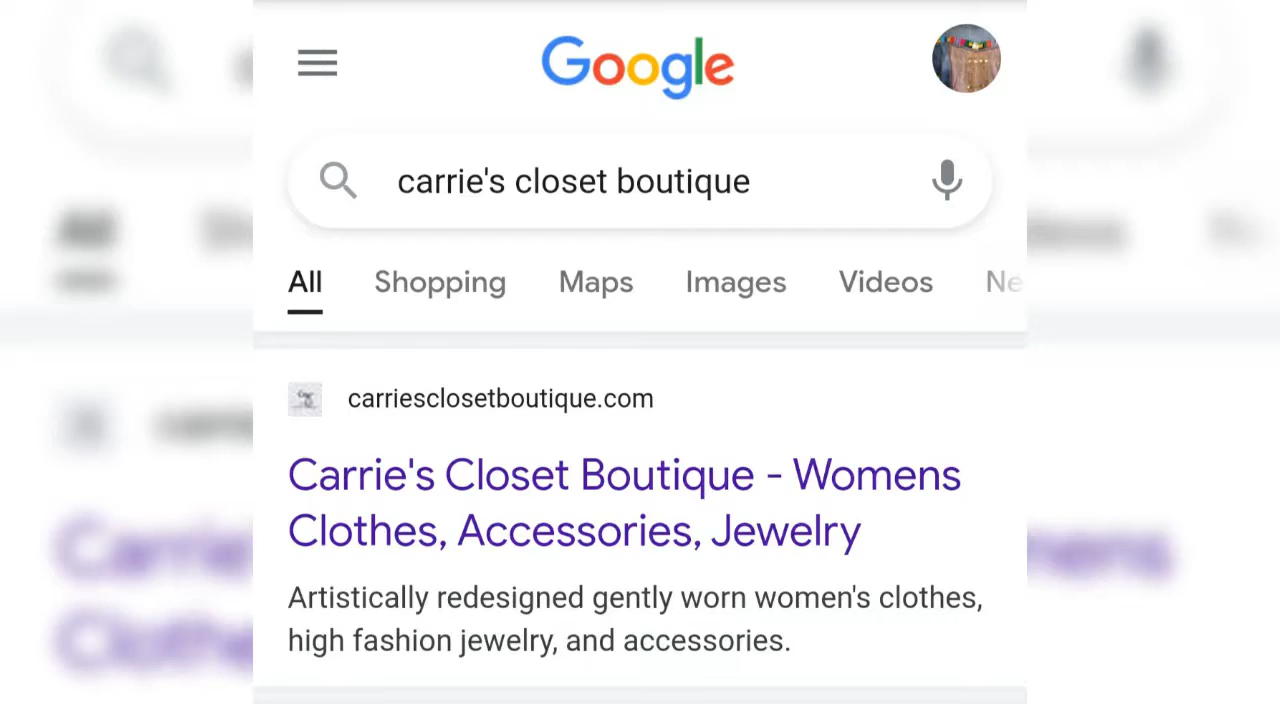 Google
carrie's closet boutique
All Shopping Maps Images Videos Ne
carriesclosetboutique.com
Carrie's Closet Boutique - Womens
Clothes, Accessories, Jewelry
Artistically redesigned gently worn women's clothes,
high fashion jewelry, and accessories.